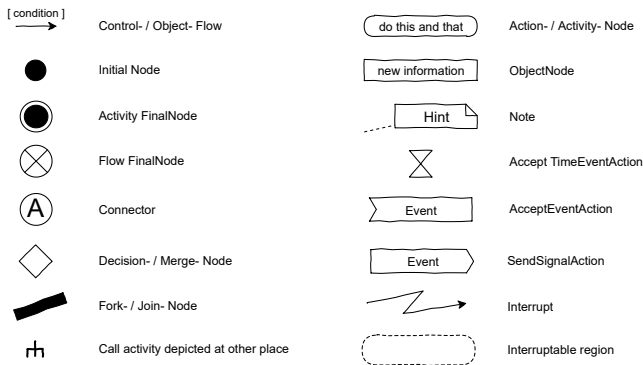 [ condition ]
Control- / Object- Flow
do this and that
Action- / Activity- Node
Initial Node
new information
ObjectNode
Activity FinalNode
Hint
Note
Flow FinalNode
Accept TimeEventAction
A
Connector
Event
AcceptEventAction
Decision- / Merge- Node
Event
SendSignalAction
Fork- / Join- Node
Interrupt
Call activity depicted at other place
Interruptable region